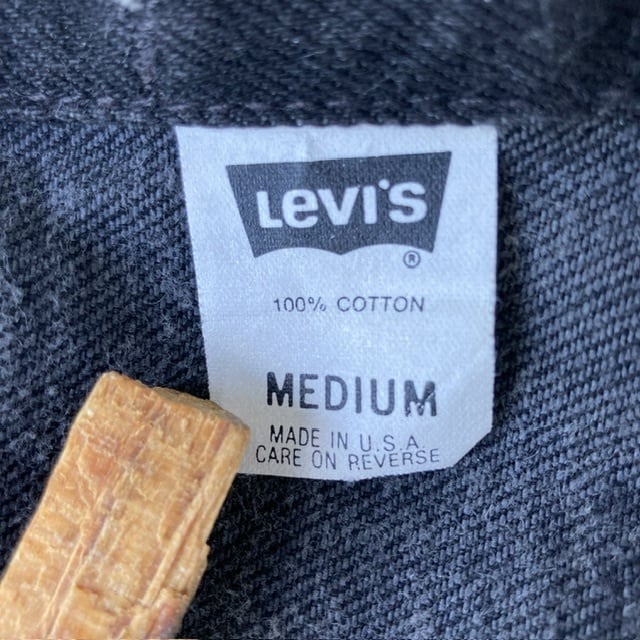 Levi's
®
100% COTTON
MEDIUM
MADE IN U.S.A.
CARE ON REVERSE